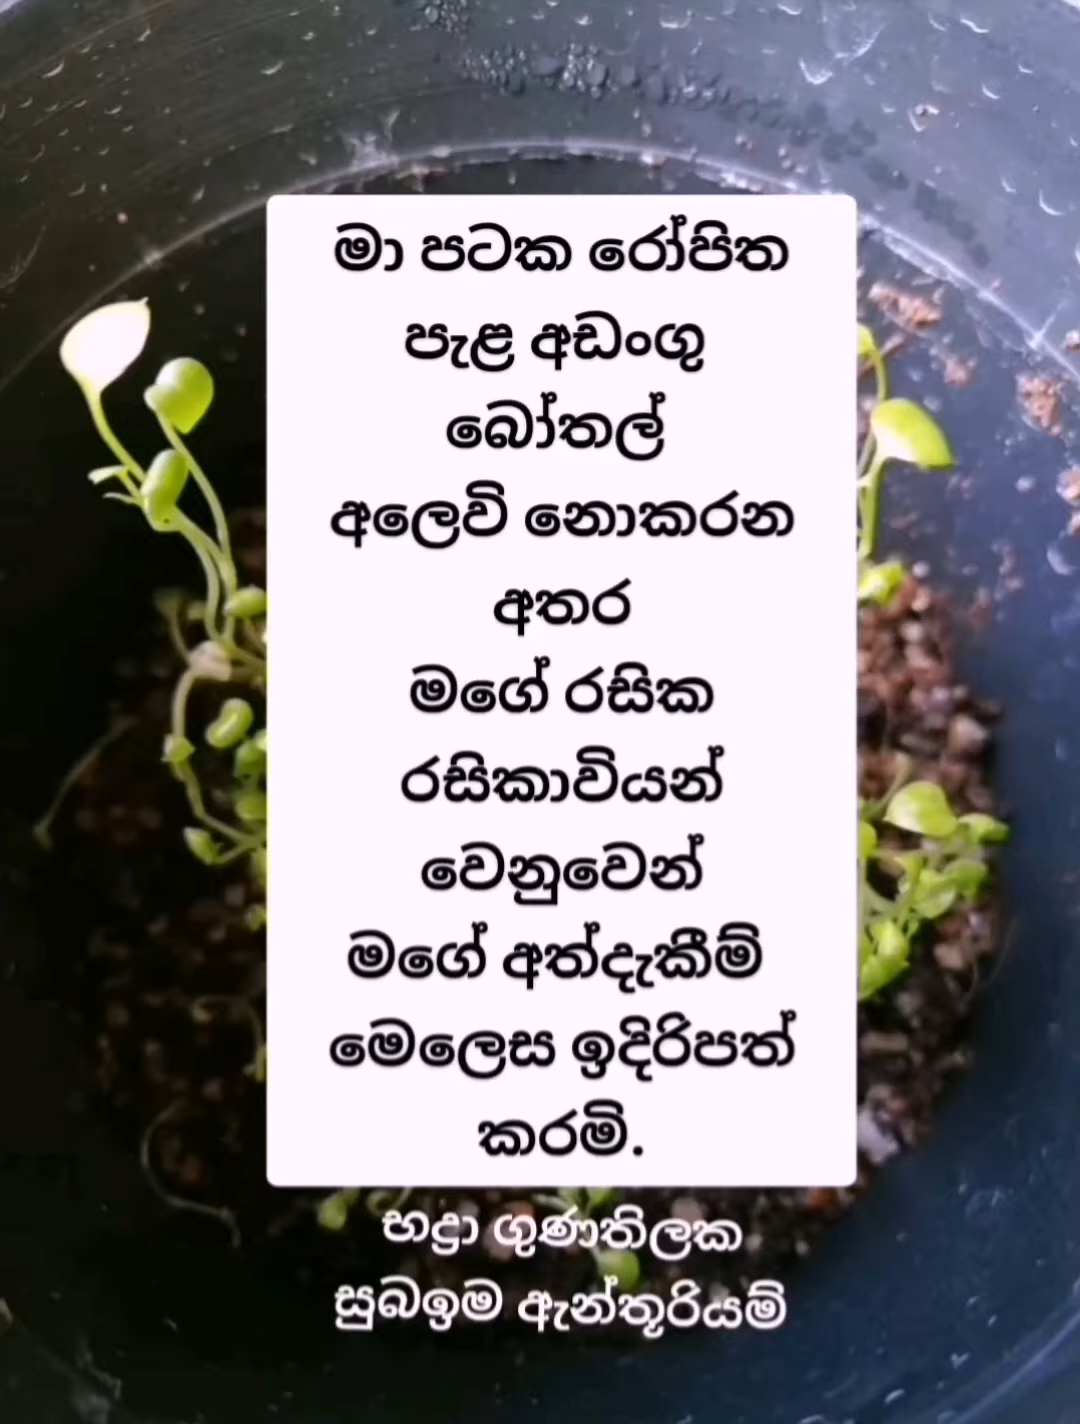 මා පටක රෝපිත
පැළ අඩංගු
බෝතල්
අලෙවි නොකරන
අතර
මගේ රසික
රසිකාවියන්
වෙනුවෙන්
මගේ අත්දැකීම්
මෙලෙස ඉදිරිපත්
කරමි.
භද්‍රා ගුණතිලක
සුබඉම ඇන්තූරියම්